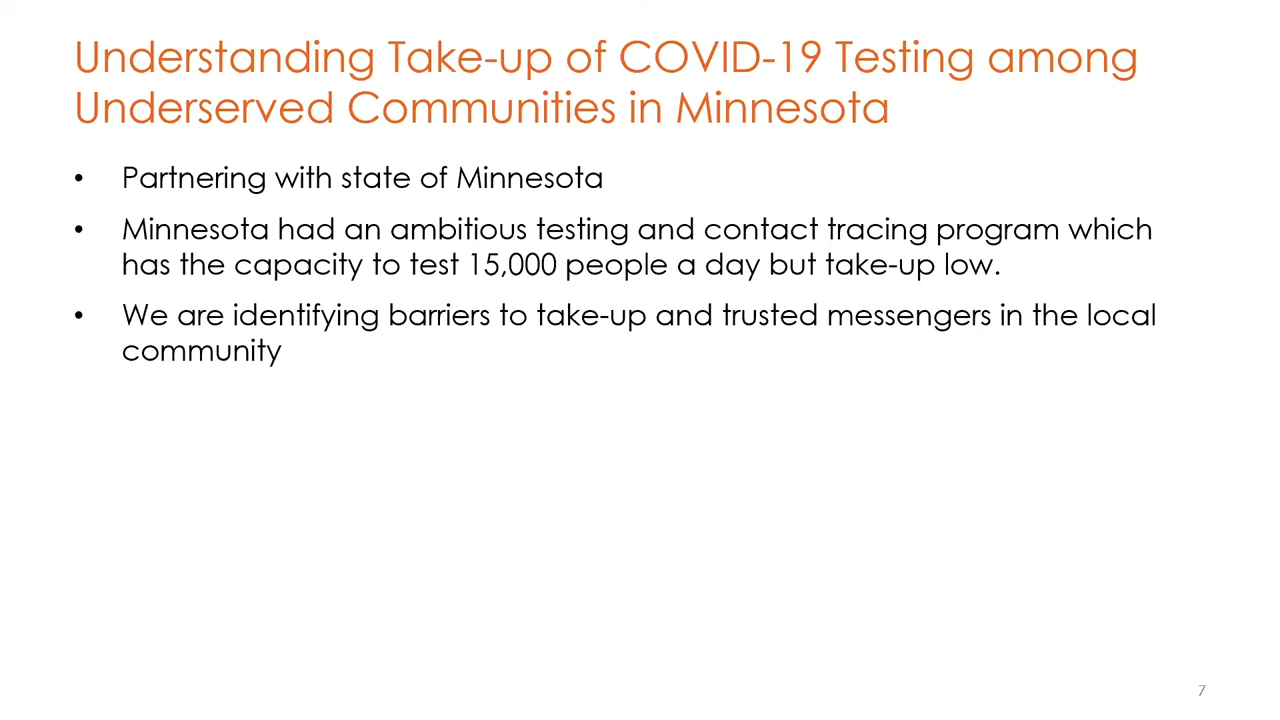 Understanding Take-up of COVID-19 Testing among
Underserved Communities in Minnesota
• Partnering with state of Minnesota
• Minnesota had an ambitious testing and contact tracing program which
has the capacity to test 15,000 people a day but take-up low.
• We are identifying barriers to take-up and trusted messengers in the local
community
7